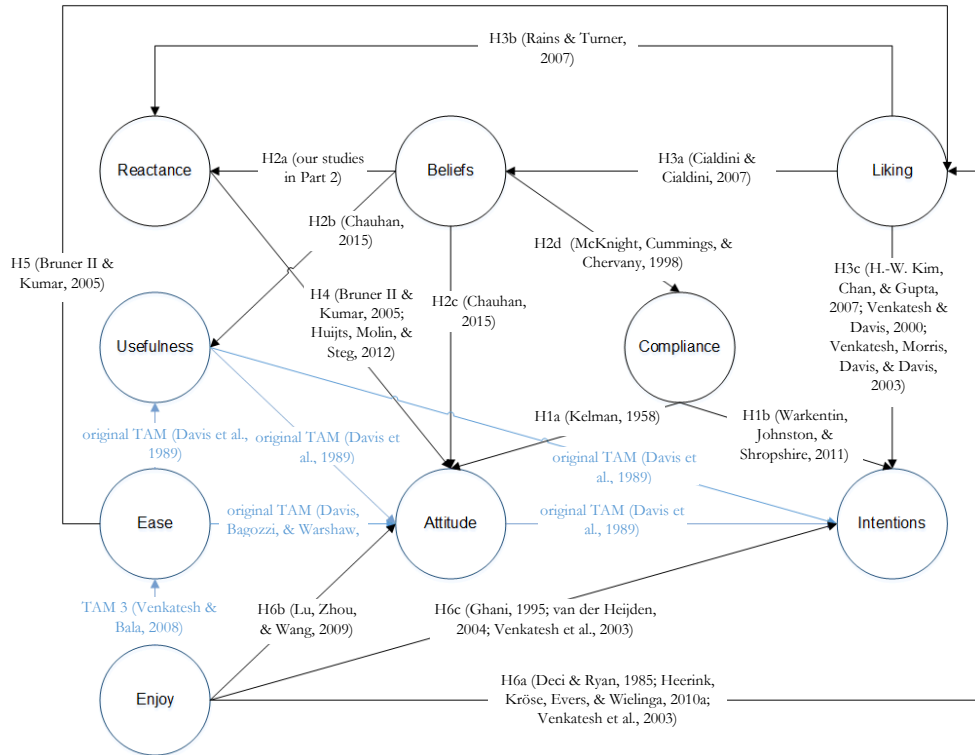 H3b (Rains & Turner,
2007)
Reactance
H2a (our studies
in Part 2)
Beliefs
H3a (Cialdini &
Cialdini, 2007)
Liking
H2b (Chauhan,
2015)
H2d (McKnight, Cummings, &
Chervany, 1998)
H5 (Bruner II &
Kumar, 2005)
H4 (Bruner II &
Kumar, 2005;
Huijts, Molin, &
Steg, 2012)
H2c (Chauhan,
2015)
H3c (H.-W. Kim,
Chan, & Gupta,
2007; Venkatesh
& Davis, 2000;
Venkatesh, Morris,
Davis, & Davis,
2003)
Usefulness
Compliance
original TAM (Davis et al.,
1989)
original TAM (Davis et
al., 1989)
H1a (Kelman, 1958)
H1b (Warkentin,
Johnston, &
Shropshire, 2011)
original TAM (Davis et
al., 1989)
Ease
original TAM (Davis,
Bagozzi, & Warshaw,
Attitude
original TAM (Davis et
al., 1989)
Intentions
TAM 3 (Venkatesh &
Bala, 2008)
H6b (Lu, Zhou,
& Wang, 2009)
H6c (Ghani, 1995; van der Heijden,
2004; Venkatesh et al., 2003)
Enjoy
H6a (Deci & Ryan, 1985; Heerink,
Kröse, Evers, & Wielinga, 2010a;
Venkatesh et al., 2003)